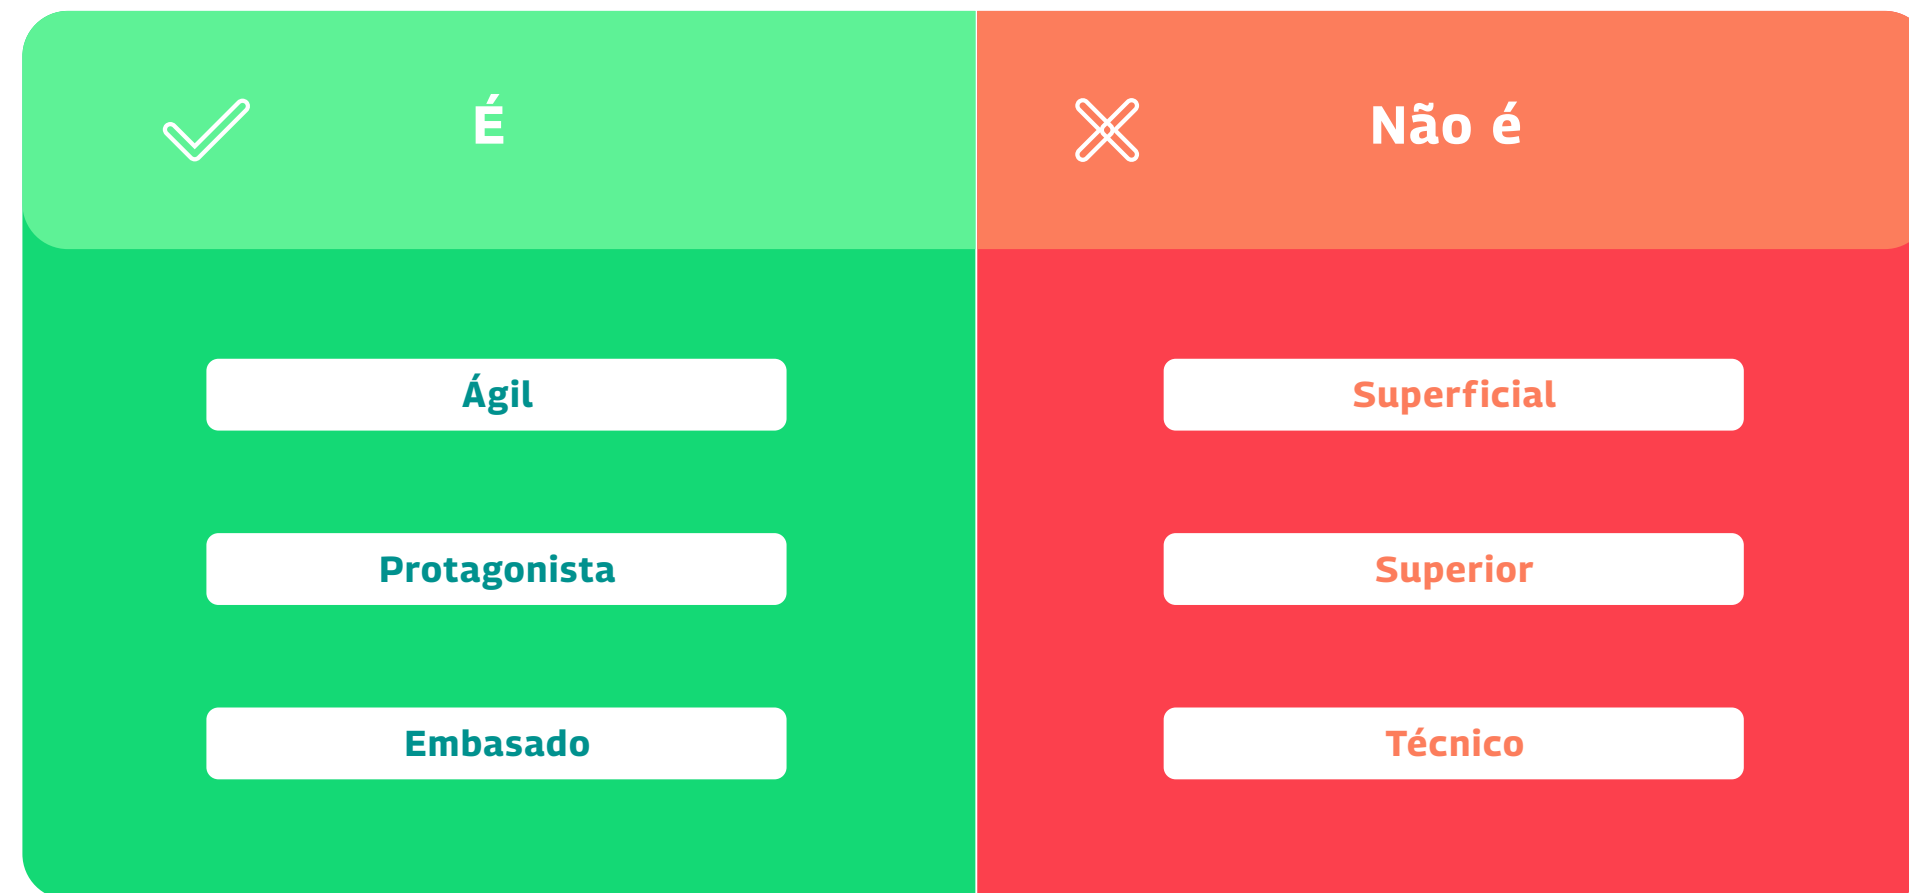 É
Não é
Ágil
Superficial
Protagonista
Superior
Embasado
Técnico